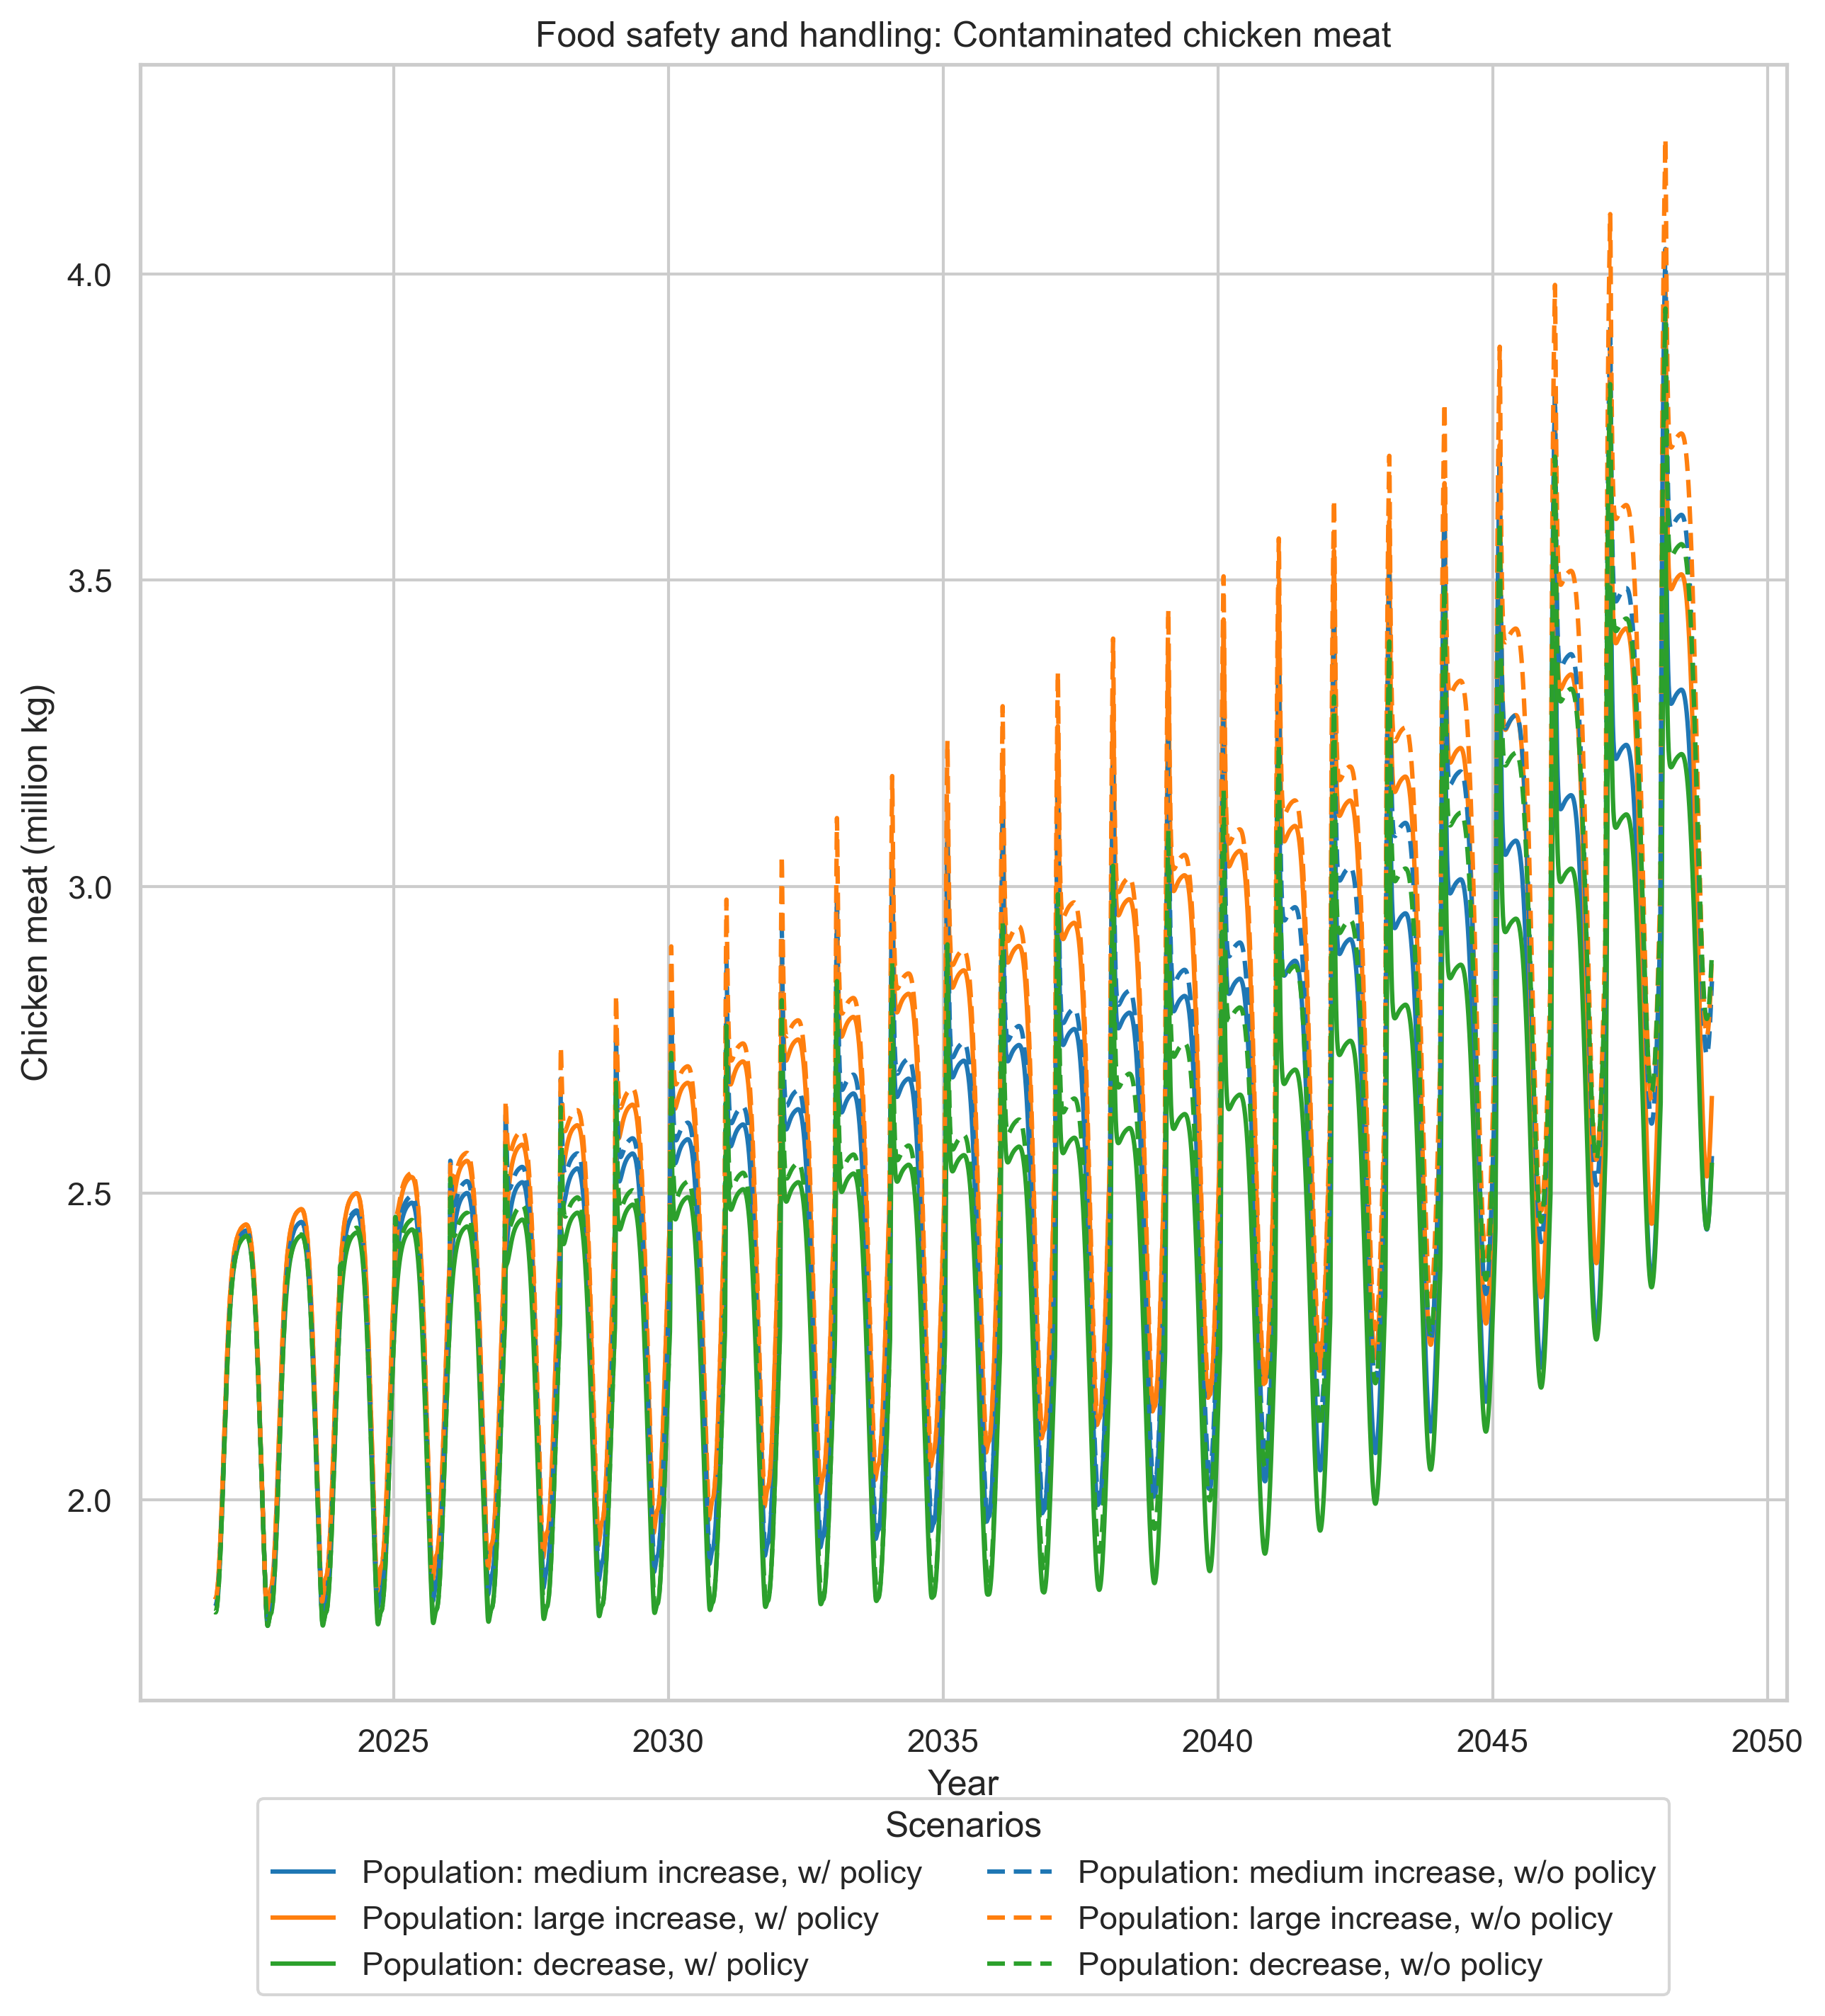 Food safety and handling: Contaminated chicken meat
Chicken meat (million kg)
4.0
3.5
3.0
2.5
2.0
2025
2030
2035
2040
2045
2050
Year
Scenarios
Population: medium increase, w/ policy
Population: large increase, w/ policy
Population: decrease, w/ policy
Population: medium increase, w/o policy
Population: large increase, w/o policy
Population: decrease, w/o policy